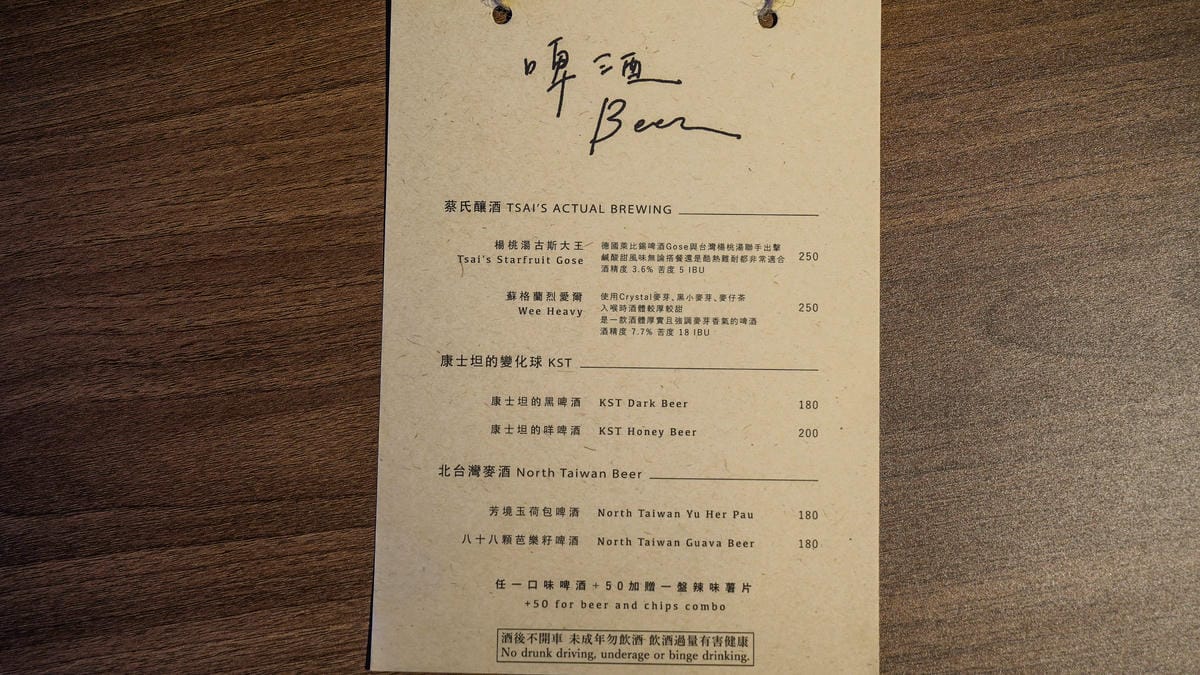 啤酒
Beer
蔡氏釀酒 TSAI'S ACTUAL BREWING
楊桃湯古斯大王
Tsai's Starfruit Gose
德國萊比錫啤酒Gose與台灣楊桃湯聯手出擊
鹹酸甜風味無論搭餐還是酷熱難耐都非常適合
酒精度 3.6% 苦度 5 IBU
250
蘇格蘭烈愛爾
Wee Heavy
使用Crystal麥芽、黑小麥芽、麥仔茶
入喉時酒體較厚較甜
是一款酒體厚實且強調麥芽香氣的啤酒
酒精度 7.7% 苦度 18 IBU
250
康士坦的變化球 KST
康士坦的黑啤酒 KST Dark Beer 180
康士坦的咩啤酒 KST Honey Beer 200
北台灣麥酒 North Taiwan Beer
芳境玉荷包啤酒 North Taiwan Yu Her Pau 180
八十八顆芭樂籽啤酒 North Taiwan Guava Beer 180
任一口味啤酒+50加贈一盤辣味薯片
+50 for beer and chips combo
酒後不開車 未成年勿飲酒 飲酒過量有害健康
No drunk driving, underage or binge drinking.